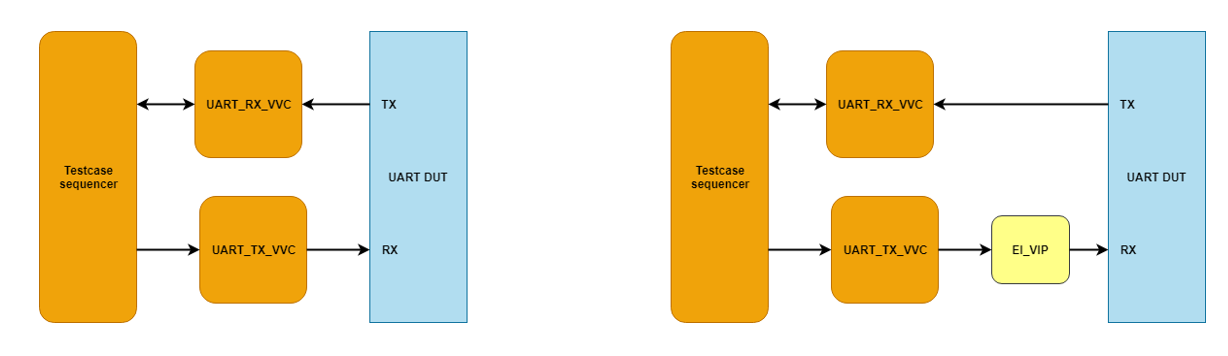 UART_RX_VVC
TX
Testcase
sequencer
UART DUT
UART_TX_VVC
RX
UART_RX_VVC
TX
Testcase
sequencer
UART DUT
UART_TX_VVC
EI_VIP
RX